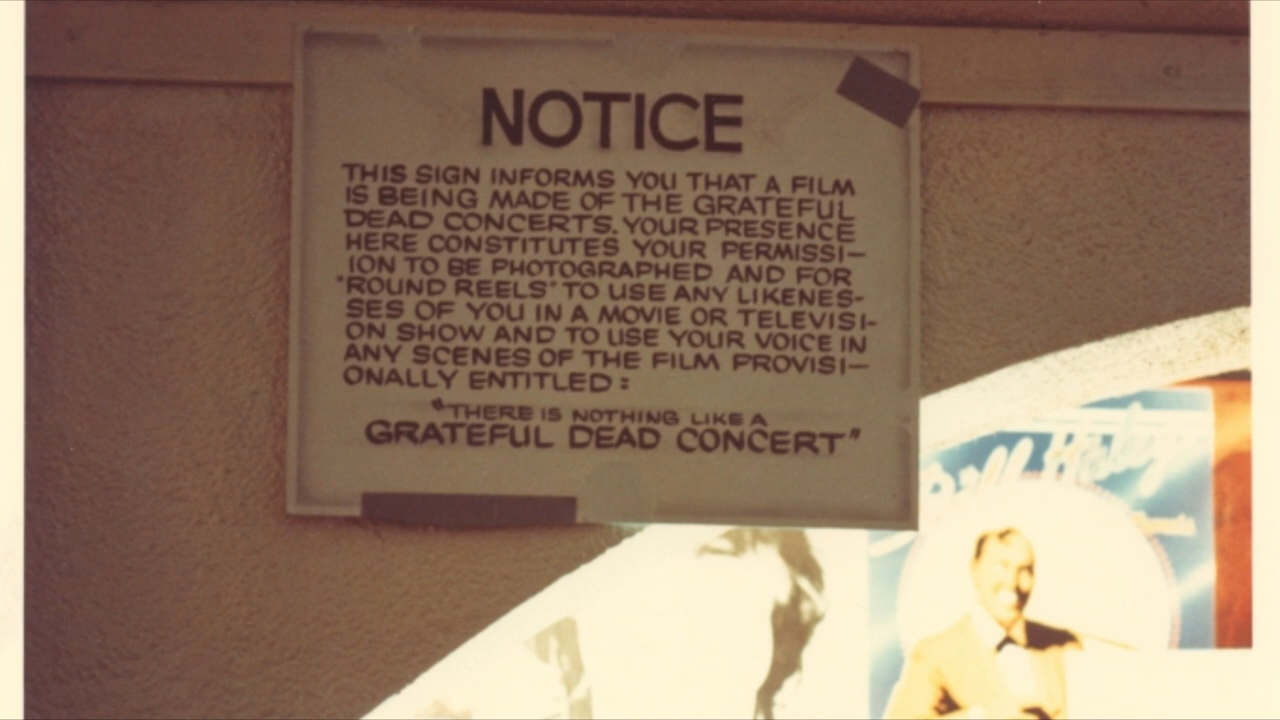 NOTICE
THIS SIGN INFORMS YOU THAT A FILM
IS BEING MADE OF THE GRATEFUL
DEAD CONCERTS. YOUR PRESENCE
HERE CONSTITUTES YOUR PERMISSI-
ION TO BE PHOTOGRAPHED AND FOR
"ROUND REELS" TO USE ANY LIKENES-
SES OF YOU IN A MOVIE OR TELEVISI-
ON SHOW AND TO USE YOUR VOICE IN
ANY SCENES OF THE FILM PROVISI-
ONALLY ENTITLED:
"THERE IS NOTHING LIKE A
GRATEFUL DEAD CONCERT"
Bill Haley